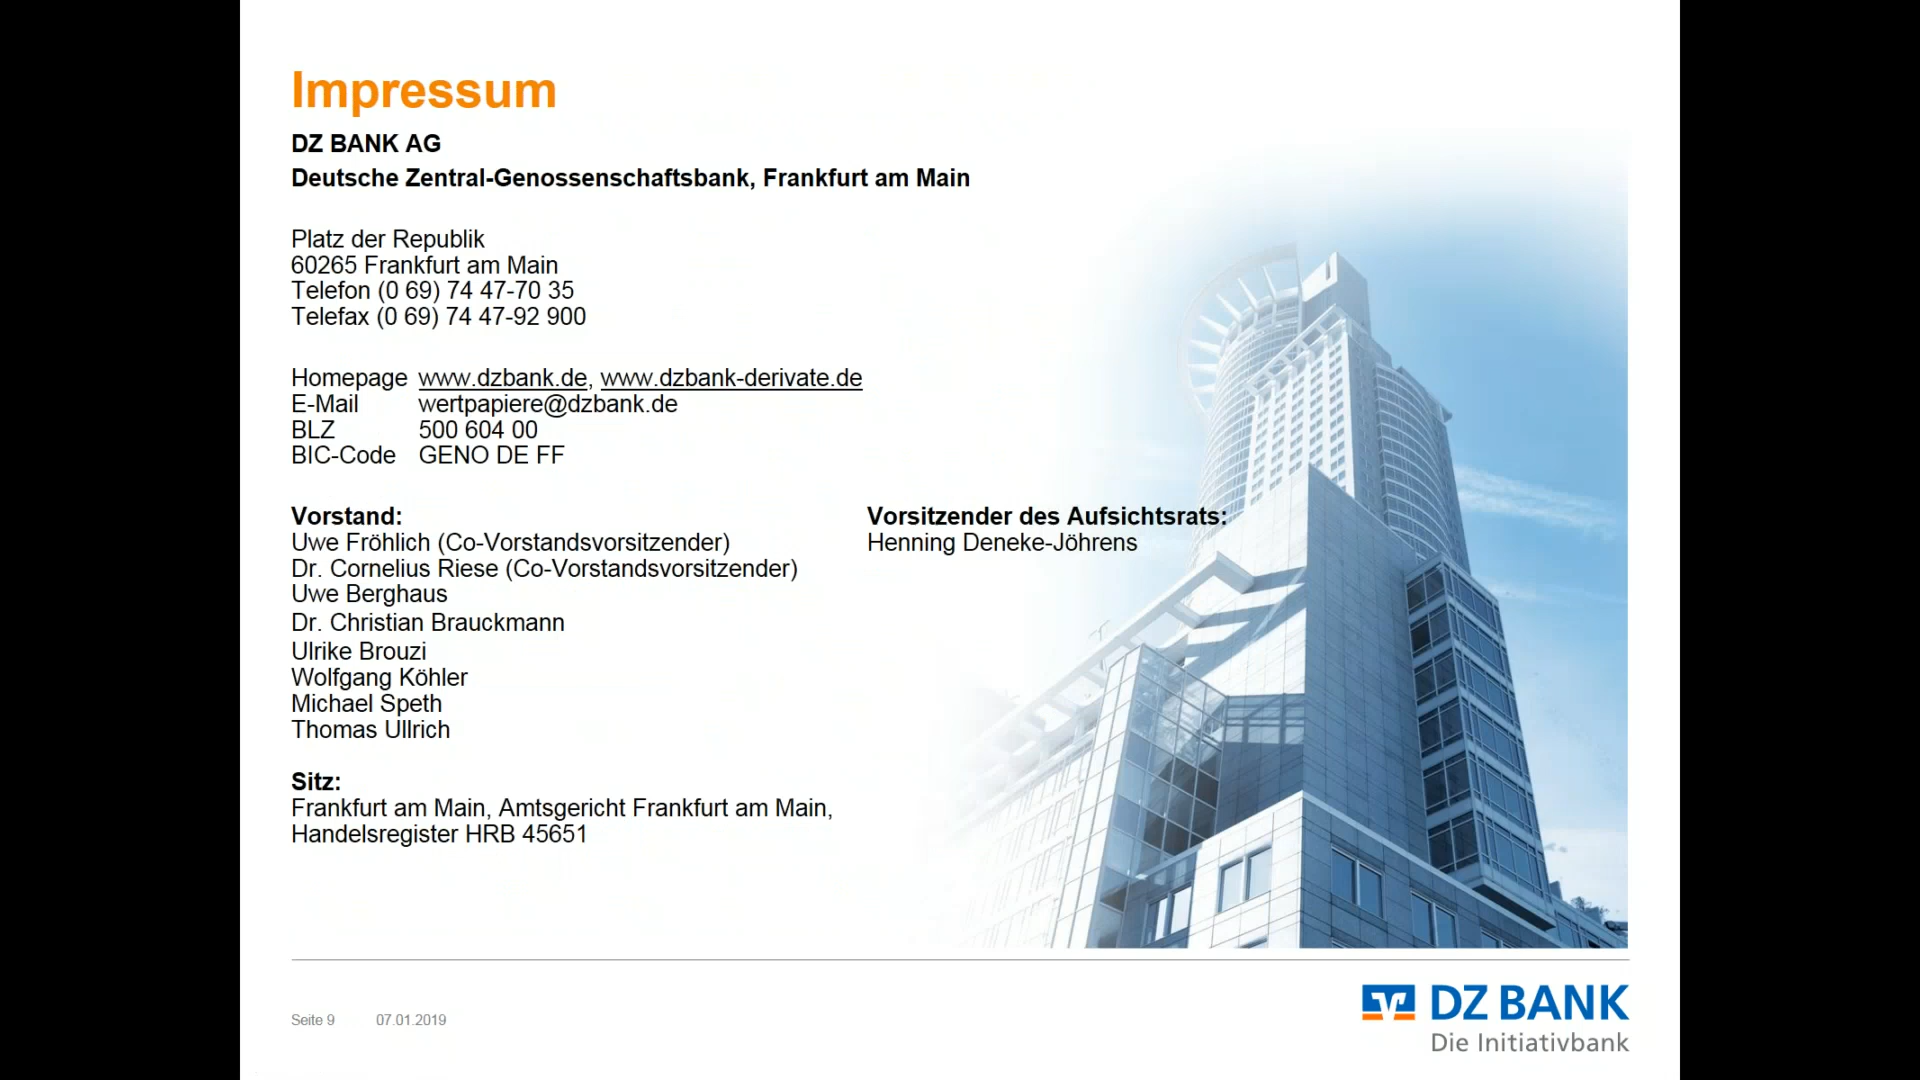 Impressum
DZ BANK AG
Deutsche Zentral-Genossenschaftsbank, Frankfurt am Main
Platz der Republik
60265 Frankfurt am Main
Telefon (0 69) 74 47-70 35
Telefax (0 69) 74 47-92 900
Homepage www.dzbank.de, www.dzbank-derivate.de
E-Mail wertpapiere@dzbank.de
BLZ 500 604 00
BIC-Code GENO DE FF
Vorstand:
Uwe Fröhlich (Co-Vorstandsvorsitzender)
Dr. Cornelius Riese (Co-Vorstandsvorsitzender)
Uwe Berghaus
Dr. Christian Brauckmann
Ulrike Brouzi
Wolfgang Köhler
Michael Speth
Thomas Ullrich
Vorsitzender des Aufsichtsrats:
Henning Deneke-Jöhrens
Sitz:
Frankfurt am Main, Amtsgericht Frankfurt am Main,
Handelsregister HRB 45651
Seite 9 07.01.2019
DZ BANK
Die Initiativbank